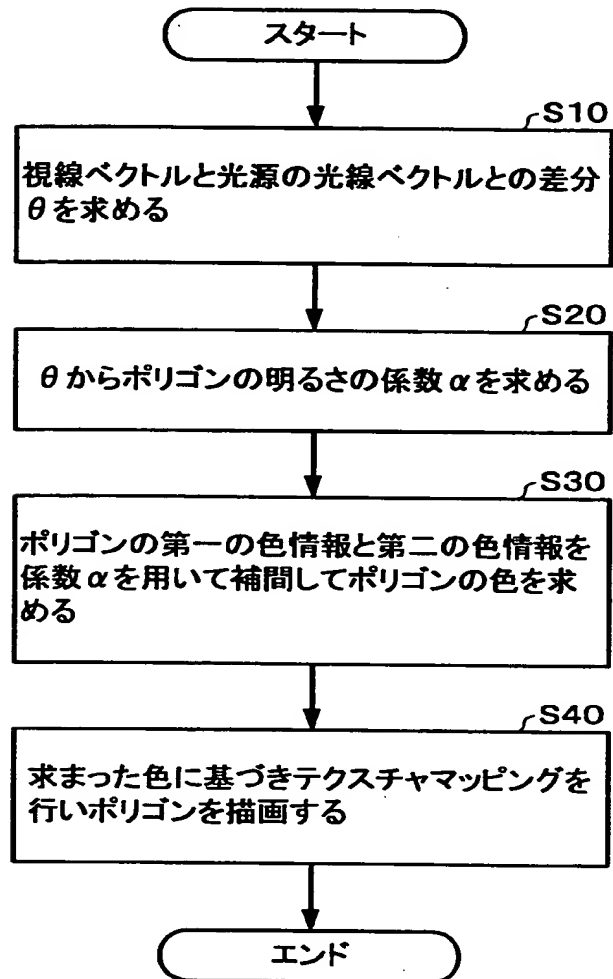 スタート
S10
視線ベクトルと光源の光線ベクトルとの差分
θを求める
S20
θからポリゴンの明るさの係数αを求める
S30
ポリゴンの第一の色情報と第二の色情報を
係数αを用いて補間してポリゴンの色を求
める
S40
求まった色に基づきテクスチャマッピングを
行いポリゴンを描画する
エンド